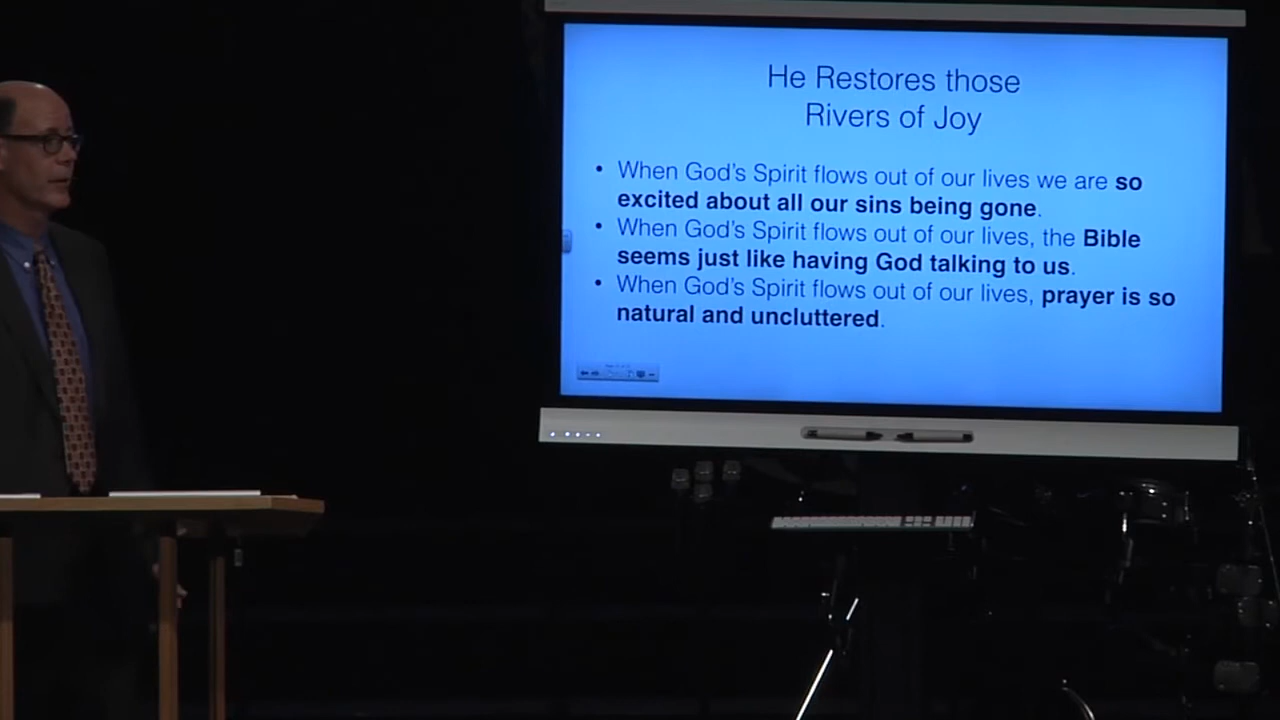 He Restores those
Rivers of Joy
• When God's Spirit flows out of our lives we are so
excited about all our sins being gone.
• When God's Spirit flows out of our lives, the Bible
seems just like having God talking to us.
• When God's Spirit flows out of our lives, prayer is so
natural and uncluttered.